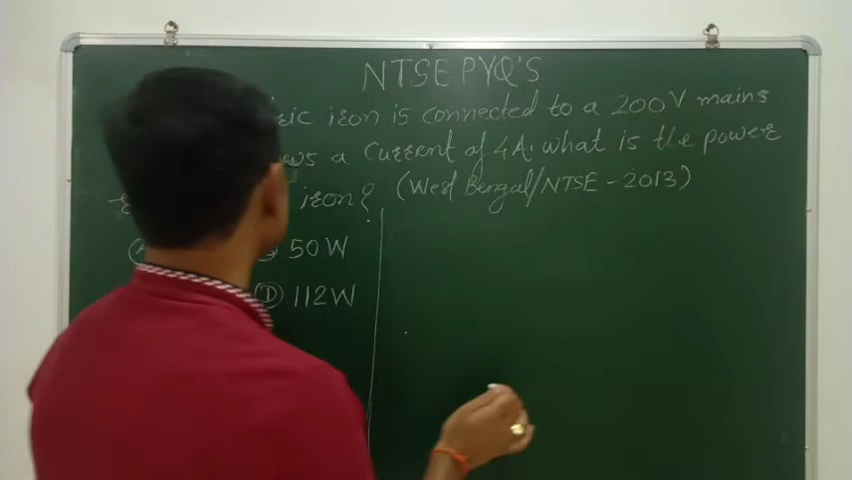 NTSE PYQ'S
ric iron is connected to a 200V mains
ws a current of 4A. what is the power
iron? (West Bengal/NTSE - 2013)
50W
(D) 112W